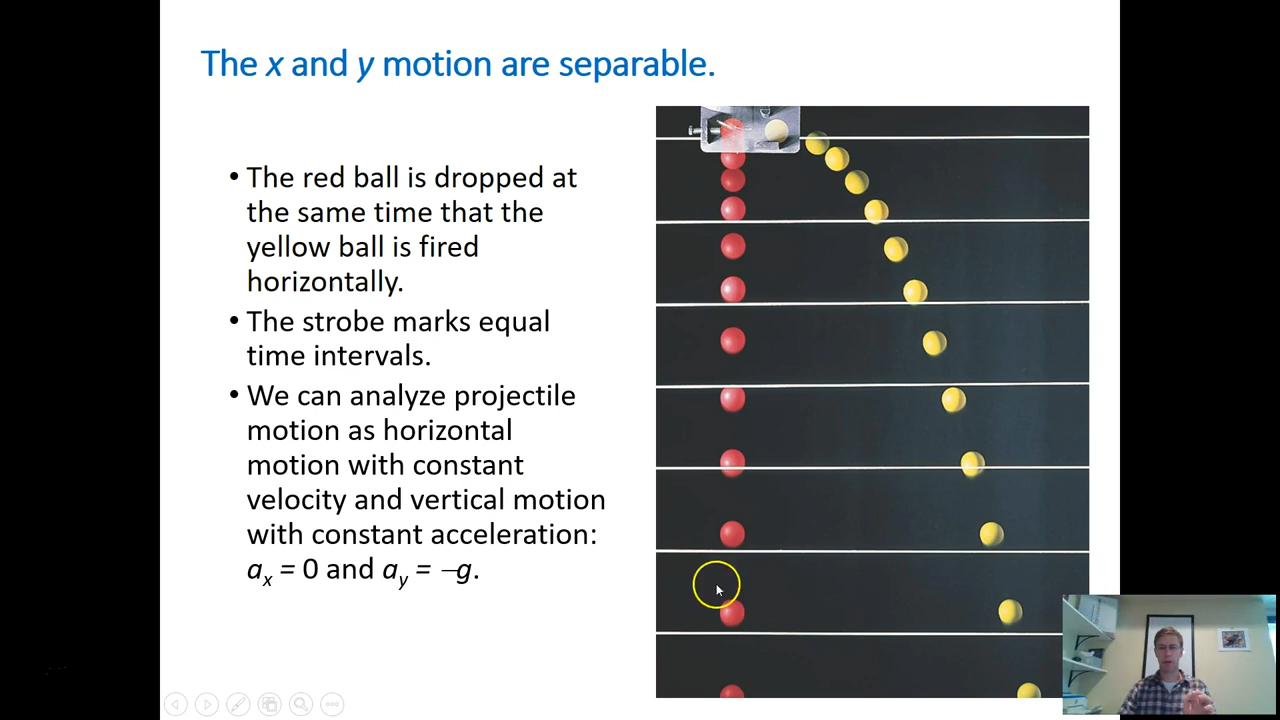 The x and y motion are separable.
• The red ball is dropped at
the same time that the
yellow ball is fired
horizontally.
• The strobe marks equal
time intervals.
• We can analyze projectile
motion as horizontal
motion with constant
velocity and vertical motion
with constant acceleration:
aₓ = 0 and a_y = −g.